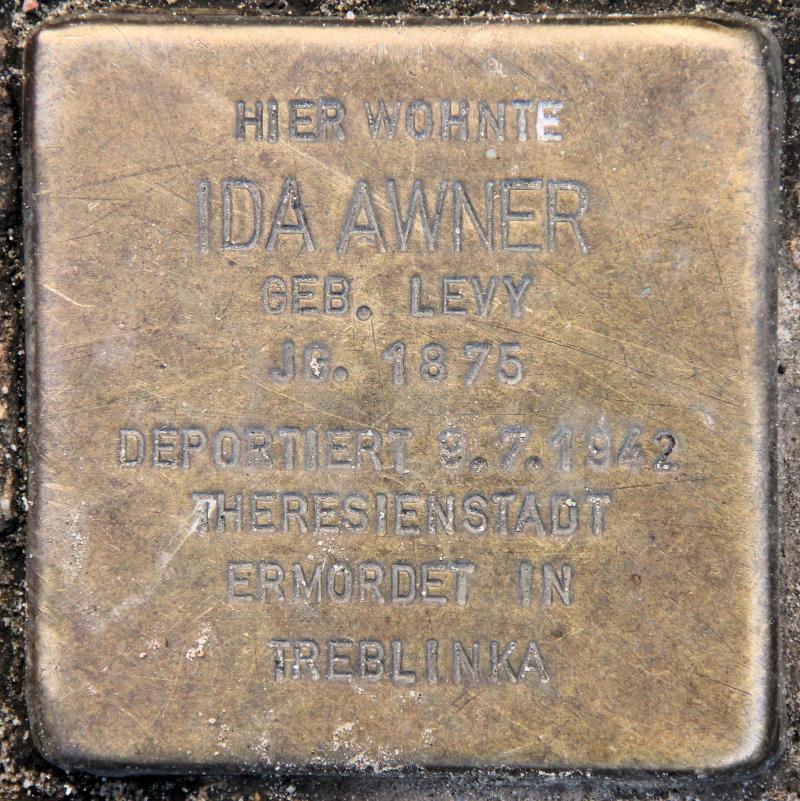 HIER WOHNTE
IDA AWNER
GEB. LEVY
JG. 1875
DEPORTIERT 9.7.1942
THERESIENSTADT
ERMORDET IN
TREBLINKA